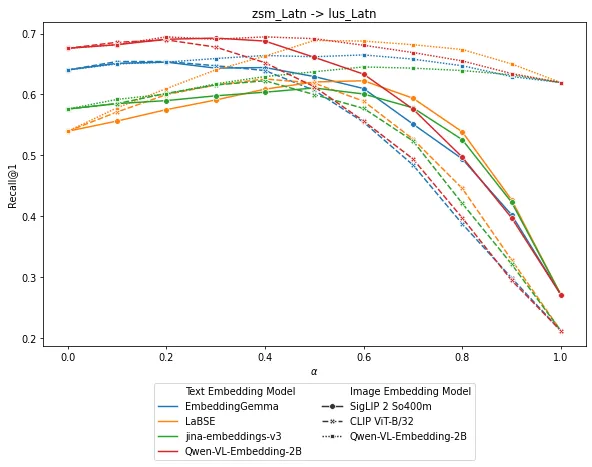 zsm_Latn -> lus_Latn
Recall@1
0.7
0.6
0.5
0.4
0.3
0.2
0.0 0.2 0.4 0.6 0.8 1.0
α
Text Embedding Model
EmbeddingGemma
LaBSE
jina-embeddings-v3
Qwen-VL-Embedding-2B
Image Embedding Model
SigLIP 2 So400m
CLIP ViT-B/32
Qwen-VL-Embedding-2B